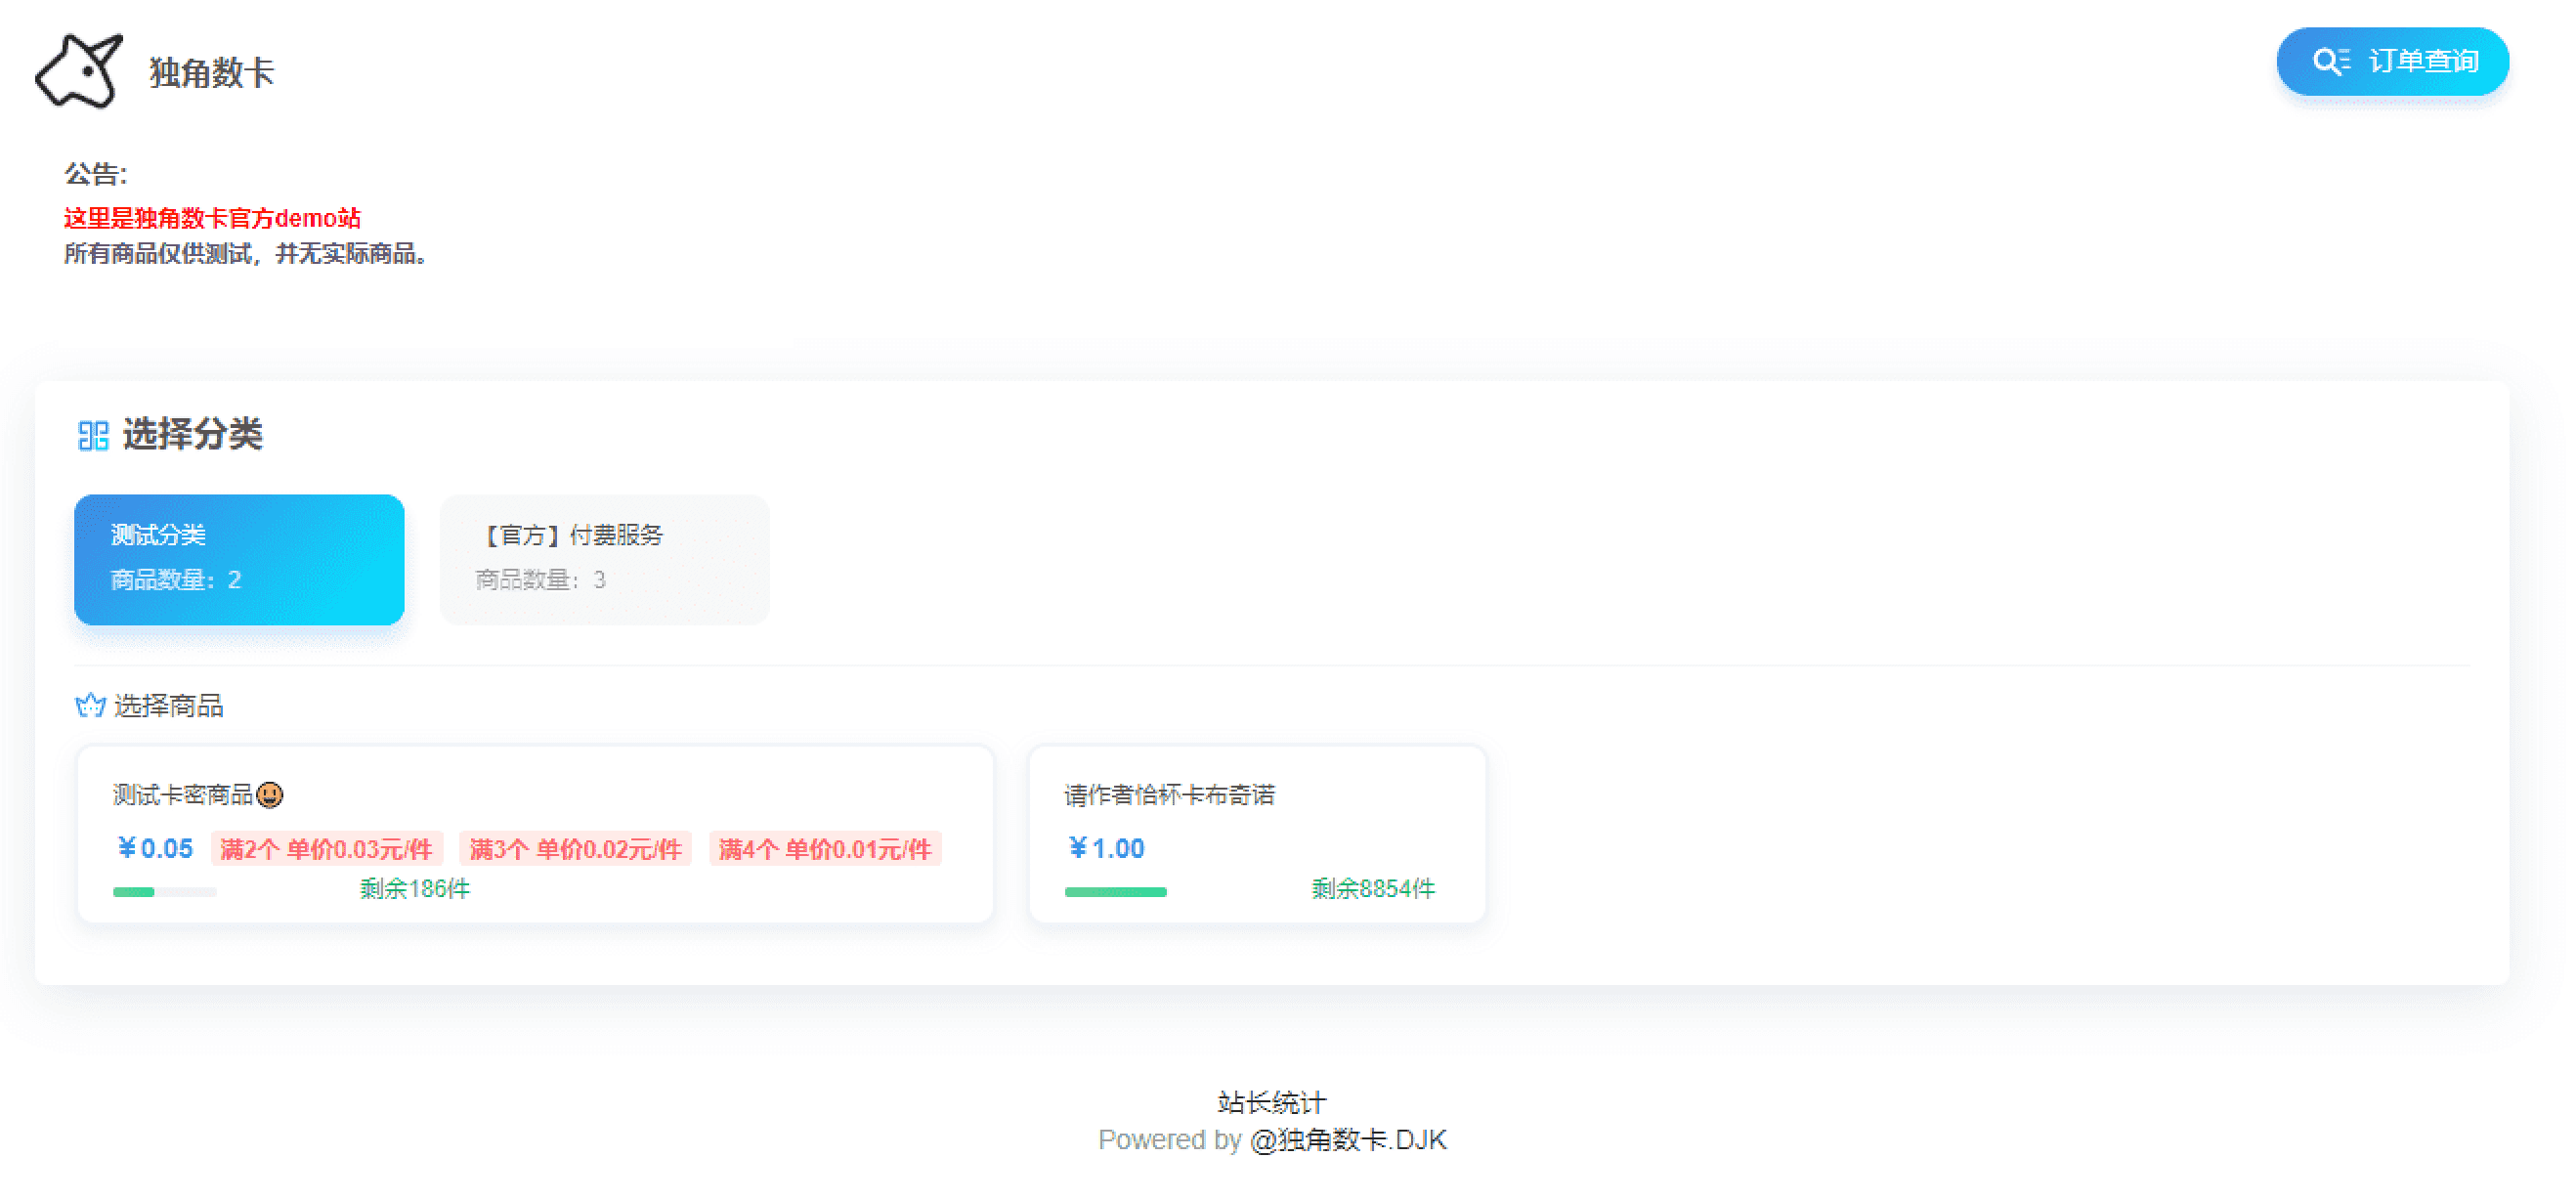 独角数卡
订单查询
公告:
这里是独角数卡官方demo站
所有商品仅供测试，并无实际商品。
选择分类
测试分类
商品数量：2
【官方】付费服务
商品数量：3
选择商品
测试卡密商品😀
¥0.05 满2个 单价0.03元/件 满3个 单价0.02元/件 满4个 单价0.01元/件
剩余186件
请作者恰杯卡布奇诺
¥1.00
剩余8854件
站长统计
Powered by @独角数卡.DJK